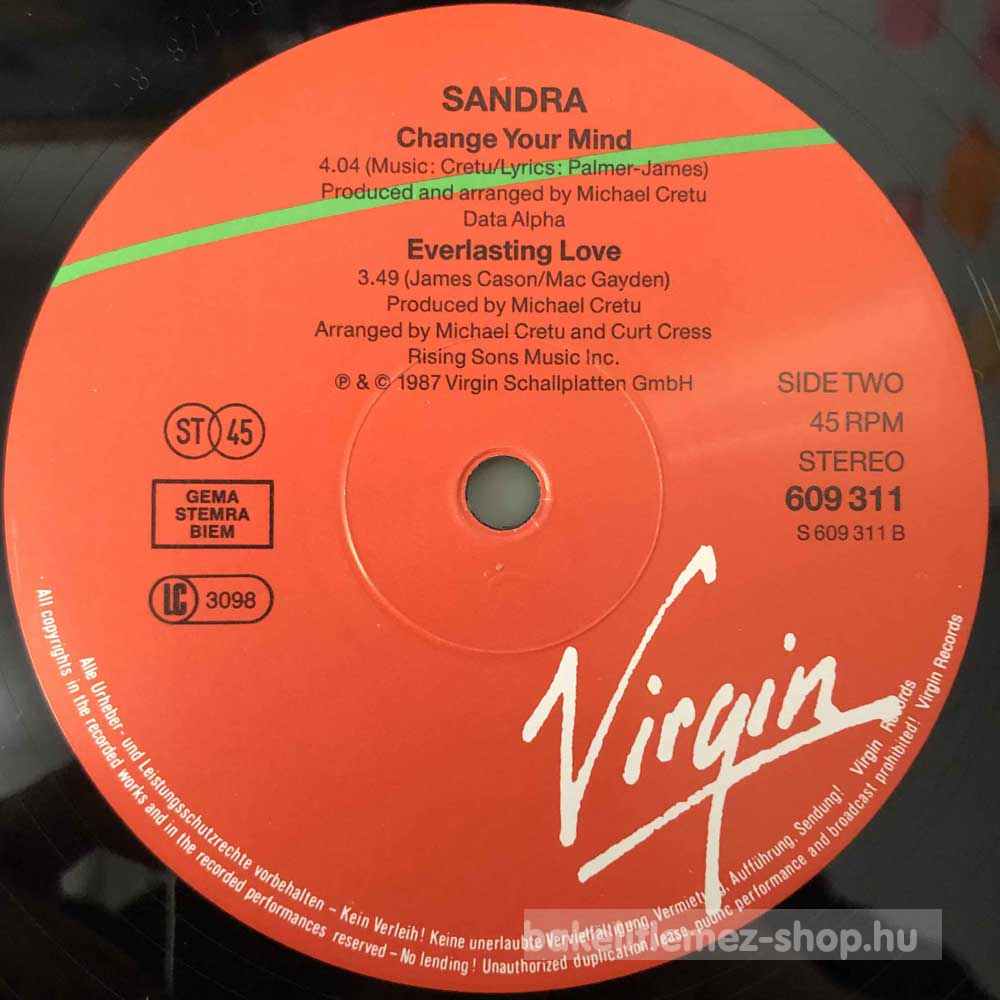 SANDRA
Change Your Mind
4.04 (Music: Cretu/Lyrics: Palmer-James)
Produced and arranged by Michael Cretu
Data Alpha
Everlasting Love
3.49 (James Cason/Mac Gayden)
Produced by Michael Cretu
Arranged by Michael Cretu and Curt Cress
Rising Sons Music Inc.
℗ & © 1987 Virgin Schallplatten GmbH
SIDE TWO
45 RPM
STEREO
609 311
S 609 311 B
ST 45
GEMA
STEMRA
BIEM
LC 3098
Virgin
Alle Urheber- und Leistungsschutzrechte vorbehalten – Kein Verleih! Keine unerlaubte Vervielfältigung, Vermietung, Aufführung, Sendung! Virgin Records
All copyrights in the recorded works and in the recorded performances reserved – No lending! Unauthorized duplication, lease, public performance and broadcast prohibited! Virgin Records
bakelitlemez-shop.hu